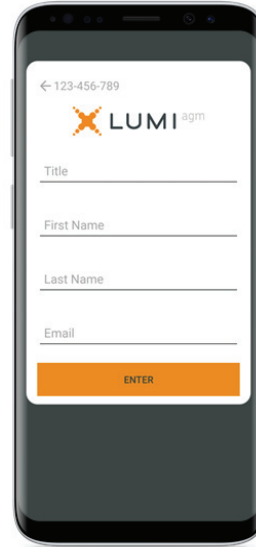 ← 123-456-789
LUMI agm
Title
First Name
Last Name
Email
ENTER